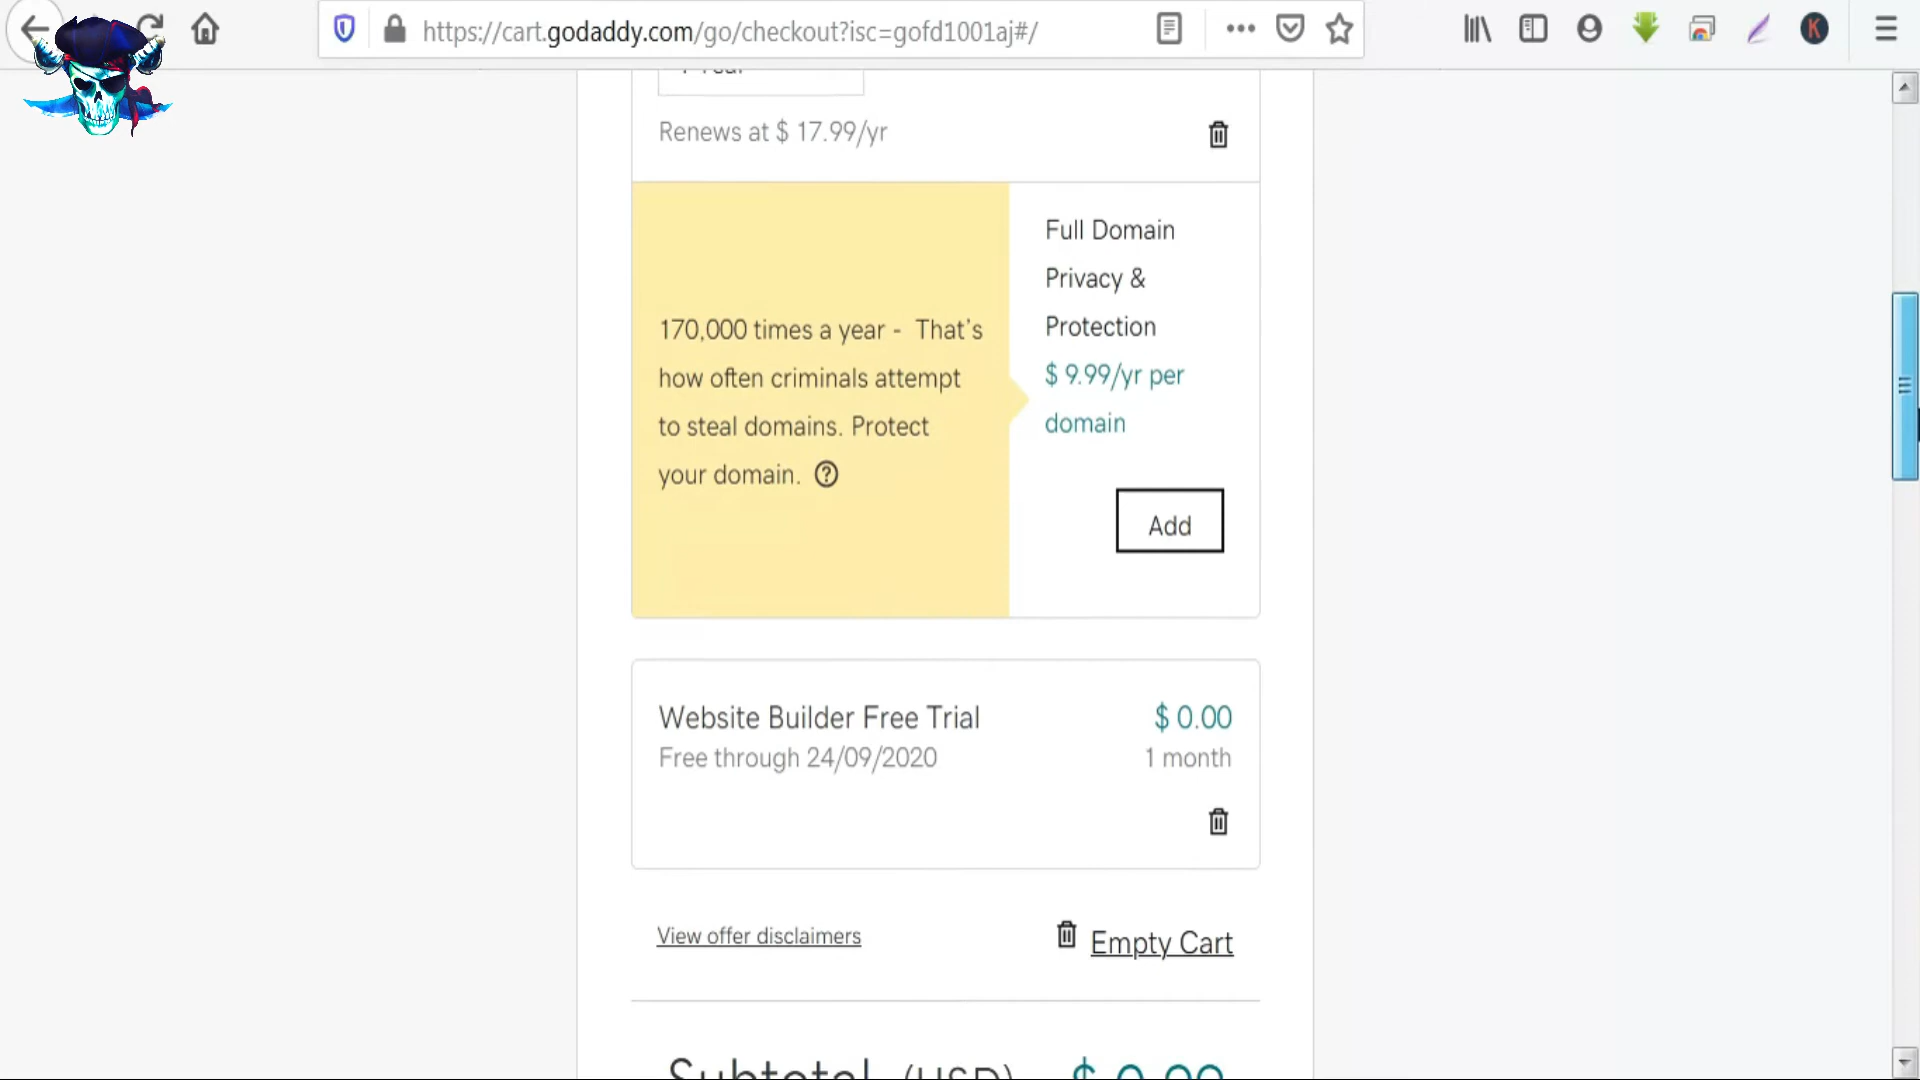 https://cart.godaddy.com/go/checkout?isc=gofd1001aj#/
K
Renews at $ 17.99/yr
170,000 times a year - That's
how often criminals attempt
to steal domains. Protect
your domain. ?
Full Domain
Privacy &
Protection
$ 9.99/yr per
domain
Add
Website Builder Free Trial
$ 0.00
Free through 24/09/2020
1 month
View offer disclaimers
Empty Cart
Subtotal (USD)